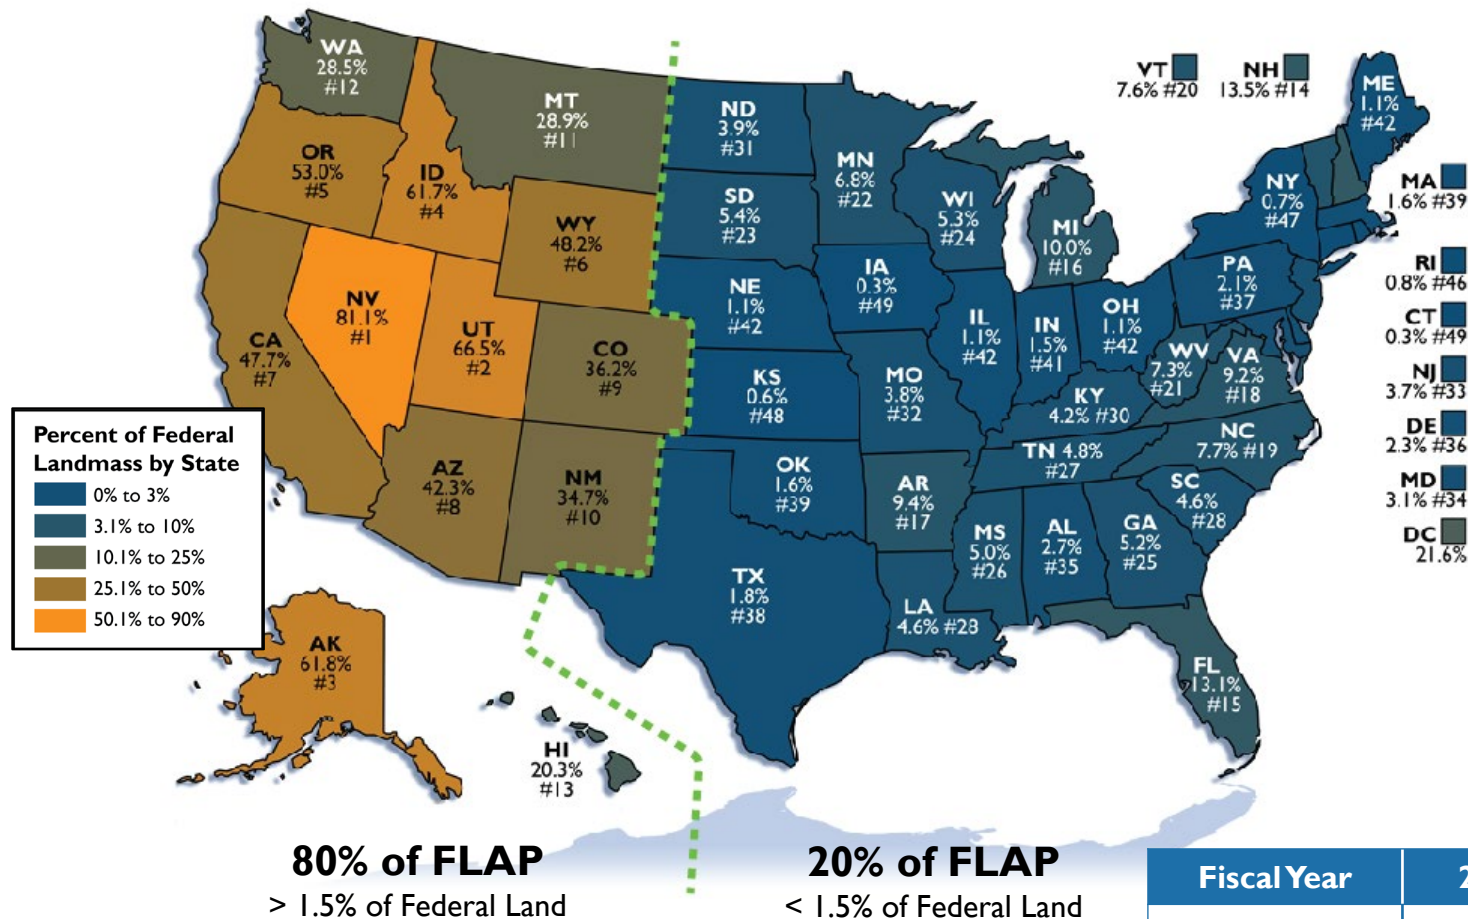 WA
28.5%
#12
MT
28.9%
#11
OR
53.0%
#5
ID
61.7%
#4
WY
48.2%
#6
NV
81.1%
#1
UT
66.5%
#2
CO
36.2%
#9
CA
47.7%
#7
AZ
42.3%
#8
NM
34.7%
#10
AK
61.8%
#3
HI
20.3%
#13
ND
3.9%
#31
SD
5.4%
#23
NE
1.1%
#42
KS
0.6%
#48
OK
1.6%
#39
TX
1.8%
#38
MN
6.8%
#22
IA
0.3%
#49
MO
3.8%
#32
AR
9.4%
#17
LA
4.6% #28
WI
5.3%
#24
IL
1.1%
#42
MI
10.0%
#16
IN
1.5%
#41
OH
1.1%
#42
KY
4.2% #30
TN 4.8%
#27
MS
5.0%
#26
AL
2.7%
#35
GA
5.2%
#25
FL
13.1%
#15
SC
4.6%
#28
NC
7.7% #19
VA
9.2%
#18
WV
7.3%
#21
PA
2.1%
#37
NY
0.7%
#47
VT
7.6% #20
NH
13.5% #14
ME
1.1%
#42
MA
1.6% #39
RI
0.8% #46
CT
0.3% #49
NJ
3.7% #33
DE
2.3% #36
MD
3.1% #34
DC
21.6%
Percent of Federal
Landmass by State
0% to 3%
3.1% to 10%
10.1% to 25%
25.1% to 50%
50.1% to 90%
80% of FLAP
> 1.5% of Federal Land
20% of FLAP
< 1.5% of Federal Land
Fiscal Year
2